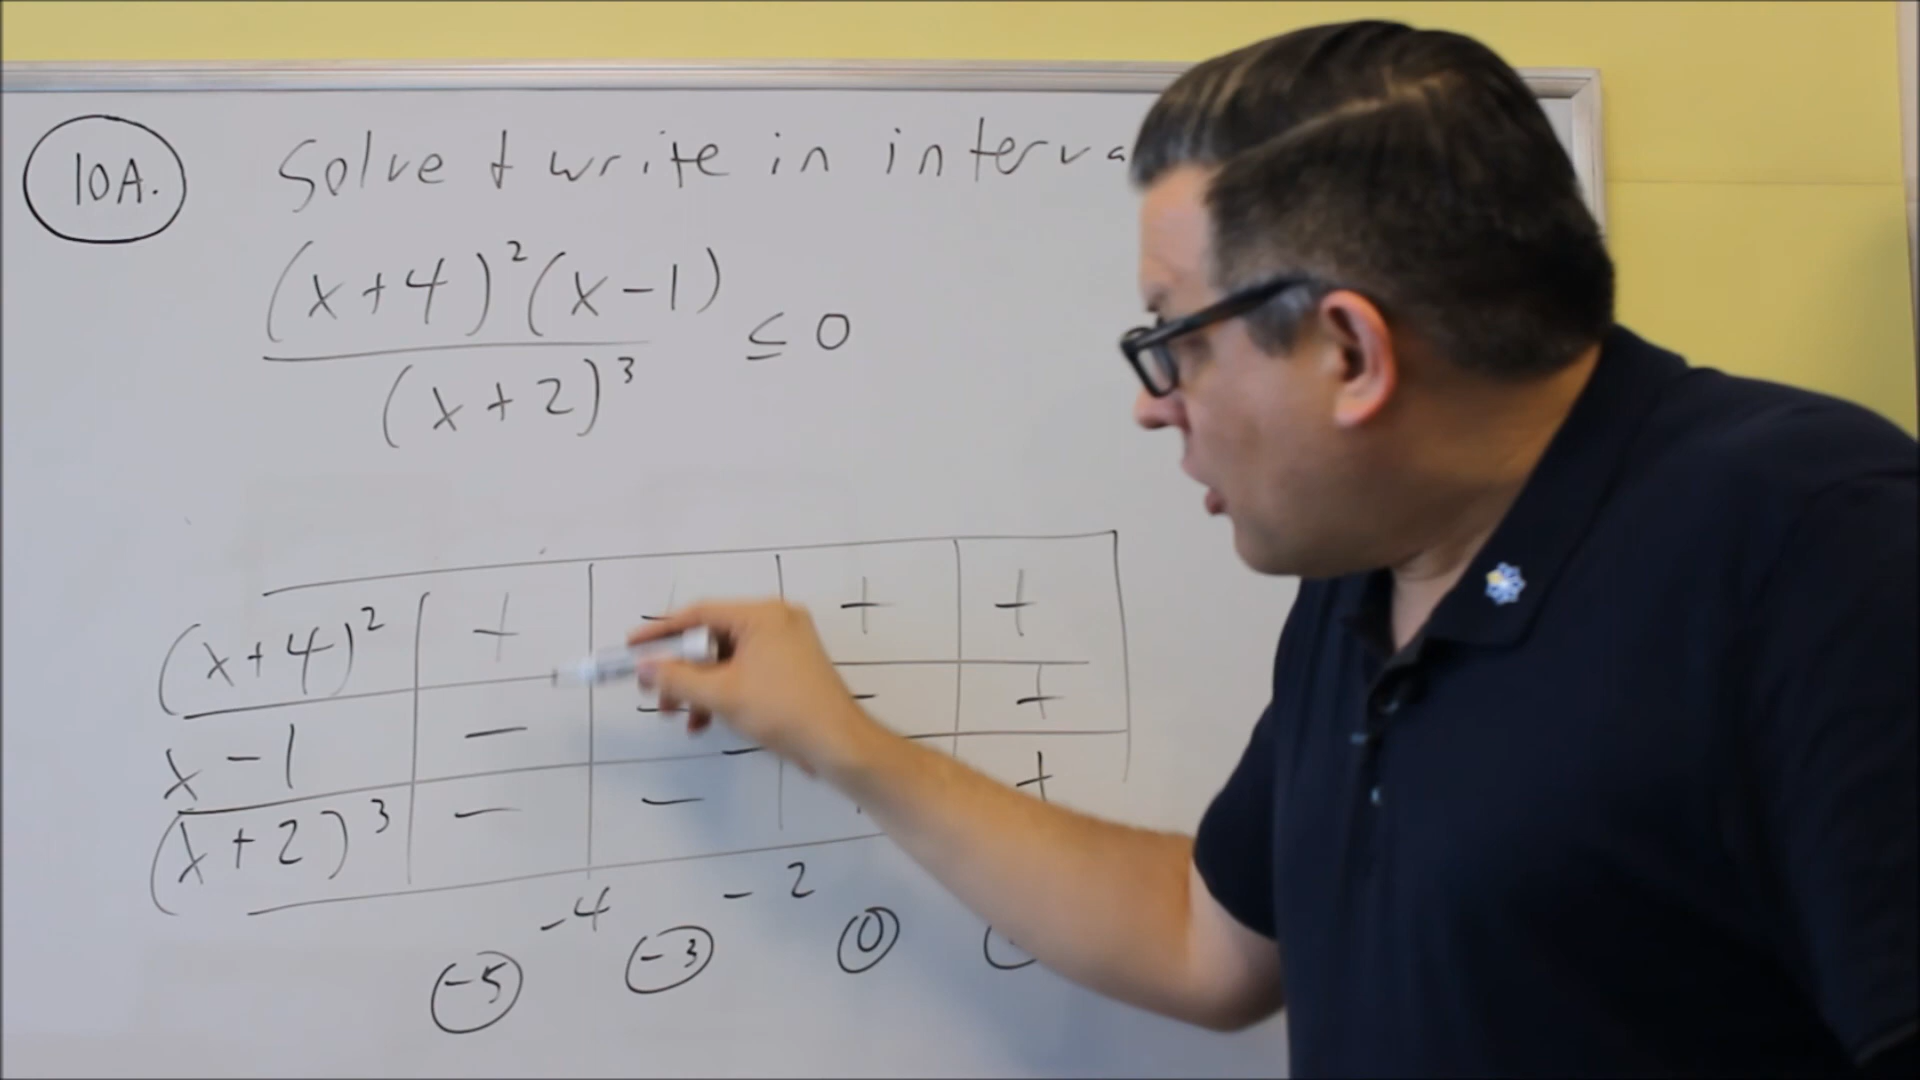 10A. Solve + write in interva
(x+4)²(x-1)
≤ 0
(x+2)³
(x+4)² + + + +
x-1 - - - +
(x+2)³ - - +
-4 -2
-5 -3 0